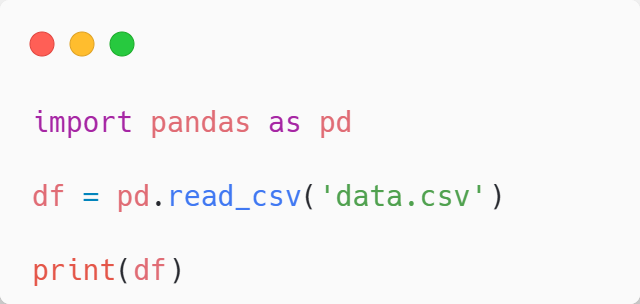 import pandas as pd
df = pd.read_csv('data.csv')
print(df)